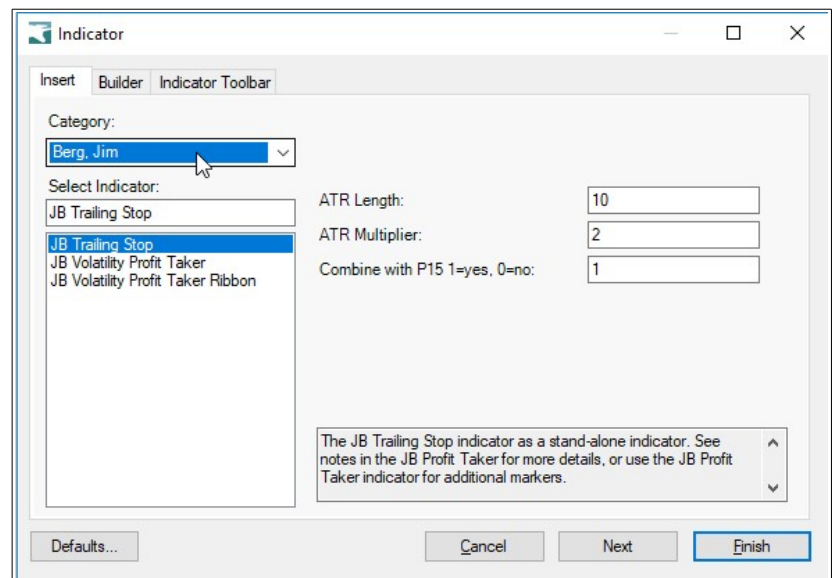 Indicator
Insert Builder Indicator Toolbar
Category:
Berg, Jim
Select Indicator:
JB Trailing Stop
JB Trailing Stop
JB Volatility Profit Taker
JB Volatility Profit Taker Ribbon
ATR Length: 10
ATR Multiplier: 2
Combine with P15 1=yes, 0=no: 1
The JB Trailing Stop indicator as a stand-alone indicator. See
notes in the JB Profit Taker for more details, or use the JB Profit
Taker indicator for additional markers.
Defaults... Cancel Next Finish